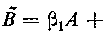 B̃ = β₁A +